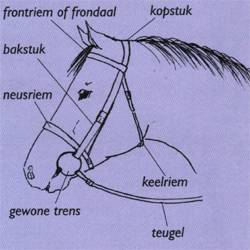 frontriem of frondaal
kopstuk
bakstuk
neusriem
keelriem
gewone trens
teugel